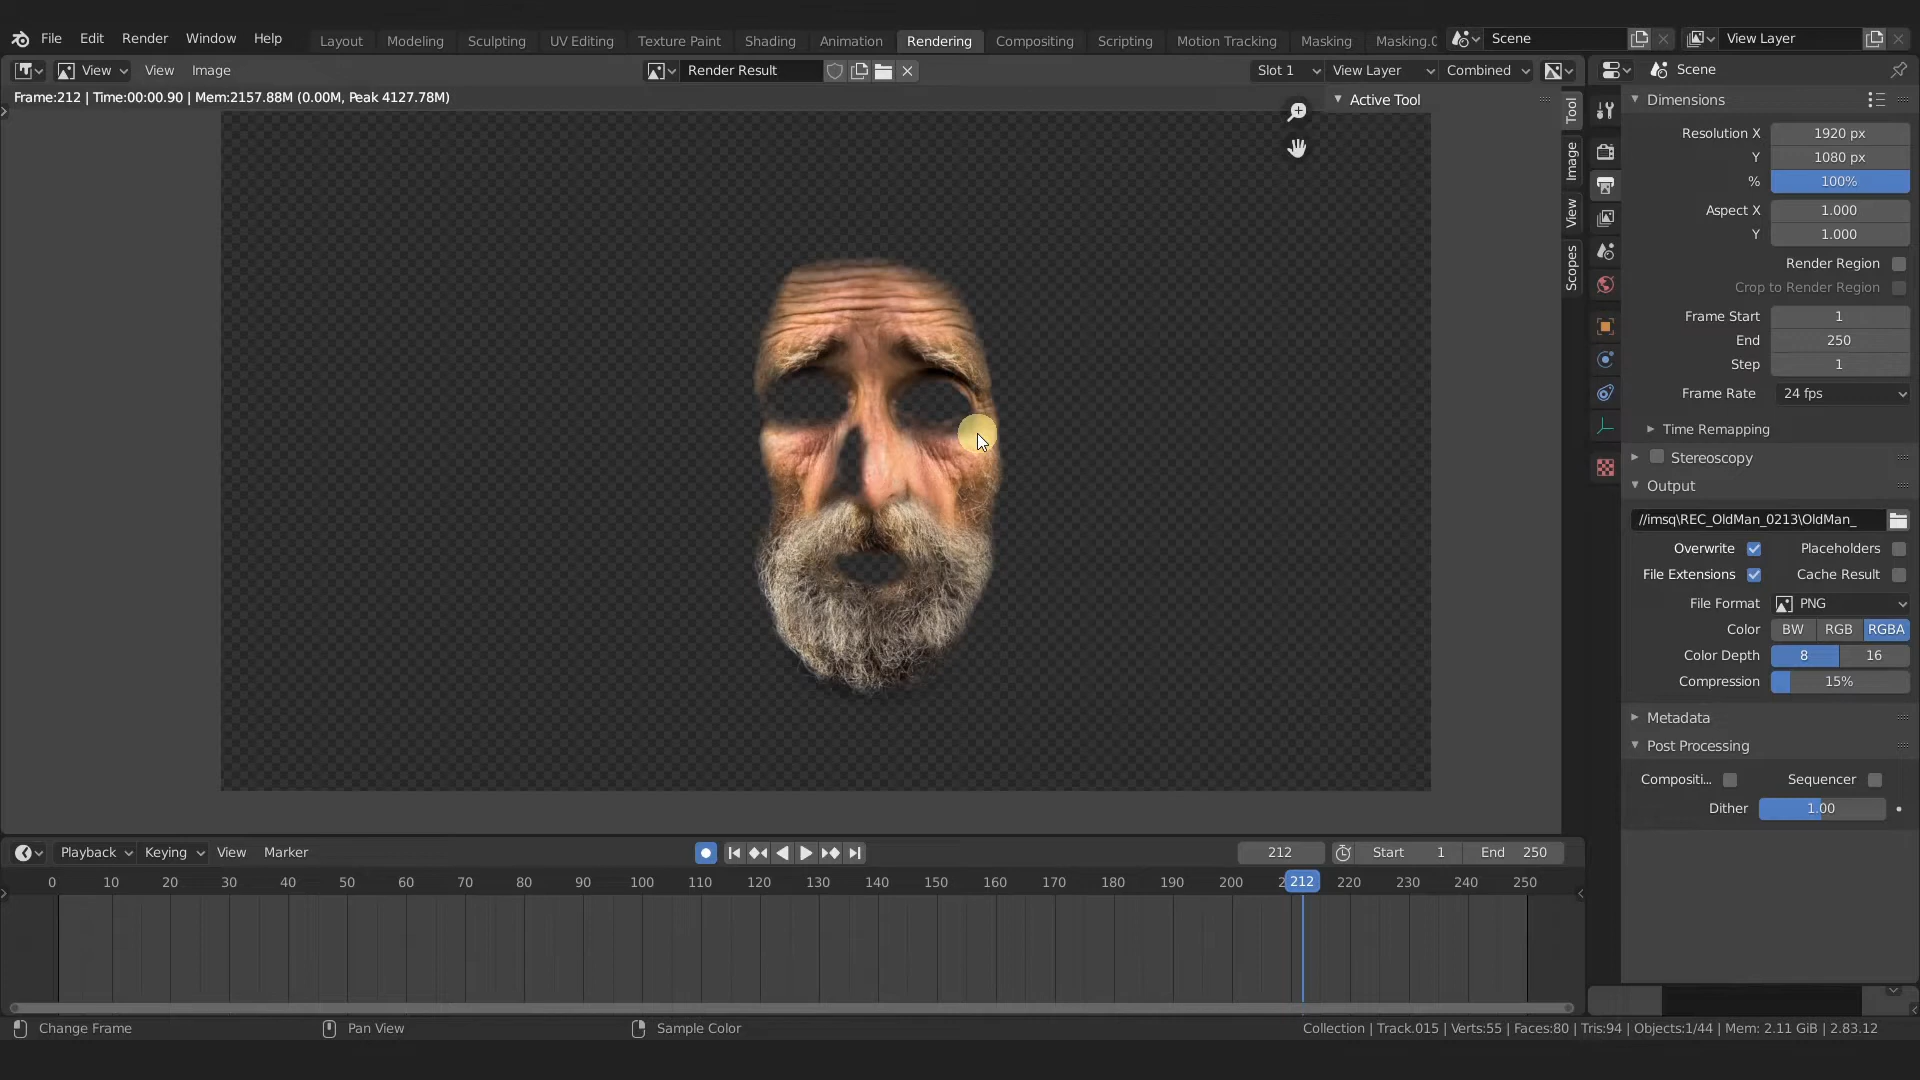 File Edit Render Window Help Layout Modeling Sculpting UV Editing Texture Paint Shading Animation Rendering Compositing Scripting Motion Tracking Masking Scene View Layer
View View Image Render Result Slot 1 View Layer Combined Scene
Frame:212 | Time:00:00.90 | Mem:2157.88M (0.00M, Peak 4127.78M)
Active Tool
Tool
Image
View
Scopes
Dimensions
Resolution X 1920 px
Y 1080 px
% 100%
Aspect X 1.000
Y 1.000
Render Region
Crop to Render Region
Frame Start 1
End 250
Step 1
Frame Rate 24 fps
Time Remapping
Stereoscopy
Output
//imsq\REC_OldMan_0213\OldMan_
Overwrite Placeholders
File Extensions Cache Result
File Format PNG
Color BW RGB RGBA
Color Depth 8 16
Compression 15%
Metadata
Post Processing
Compositi... Sequencer
Dither 1.00
Playback Keying View Marker 212 Start 1 End 250
0 10 20 30 40 50 60 70 80 90 100 110 120 130 140 150 160 170 180 190 200 212 220 230 240 250
Change Frame Pan View Sample Color Collection | Track.015 | Verts:55 | Faces:80 | Tris:94 | Objects:1/44 | Mem: 2.11 GiB | 2.83.12